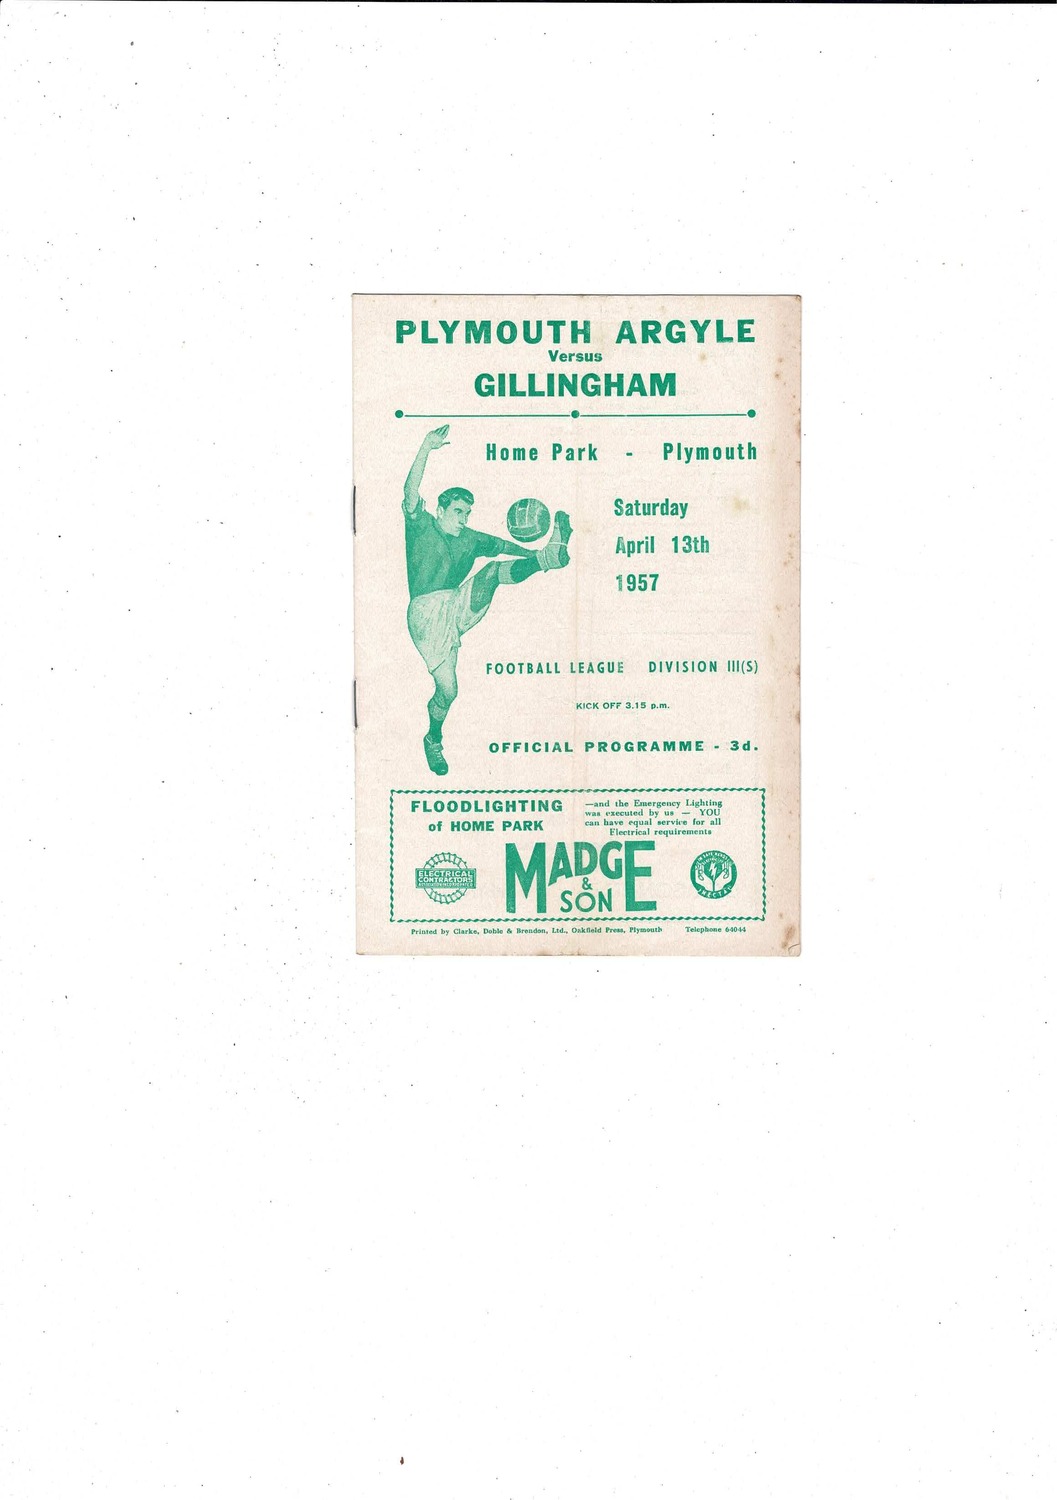 PLYMOUTH ARGYLE
Versus
GILLINGHAM
Home Park - Plymouth
Saturday
April 13th
1957
FOOTBALL LEAGUE DIVISION III(S)
KICK OFF 3.15 p.m.
OFFICIAL PROGRAMME - 3d.
FLOODLIGHTING
of HOME PARK
—and the Emergency Lighting
was executed by us — YOU
can have equal service for all
Electrical requirements
ELECTRICAL
CONTRACTORS
MADGE
&
SON
Printed by Clarke, Doble & Brendon, Ltd., Oakfield Press, Plymouth Telephone 64044